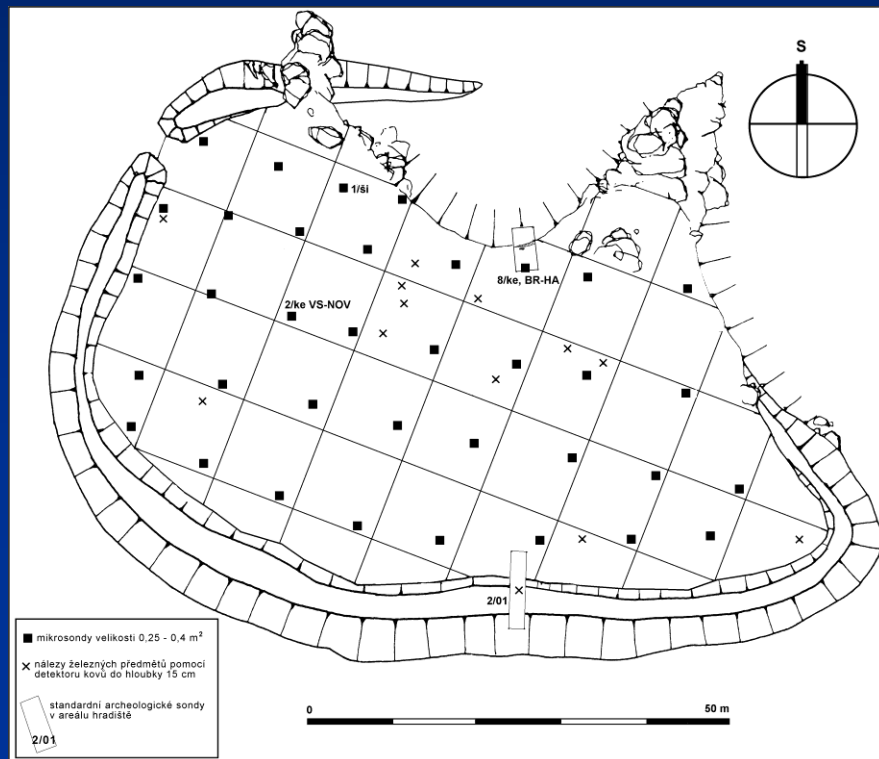 S
1/ši
8/ke, BR-HA
2/ke VS-NOV
2/01
mikrosondy velikosti 0,25 - 0,4 m²
nálezy železných předmětů pomocí
detektoru kovů do hloubky 15 cm
standardní archeologické sondy
v areálu hradiště
2/01
0
50 m